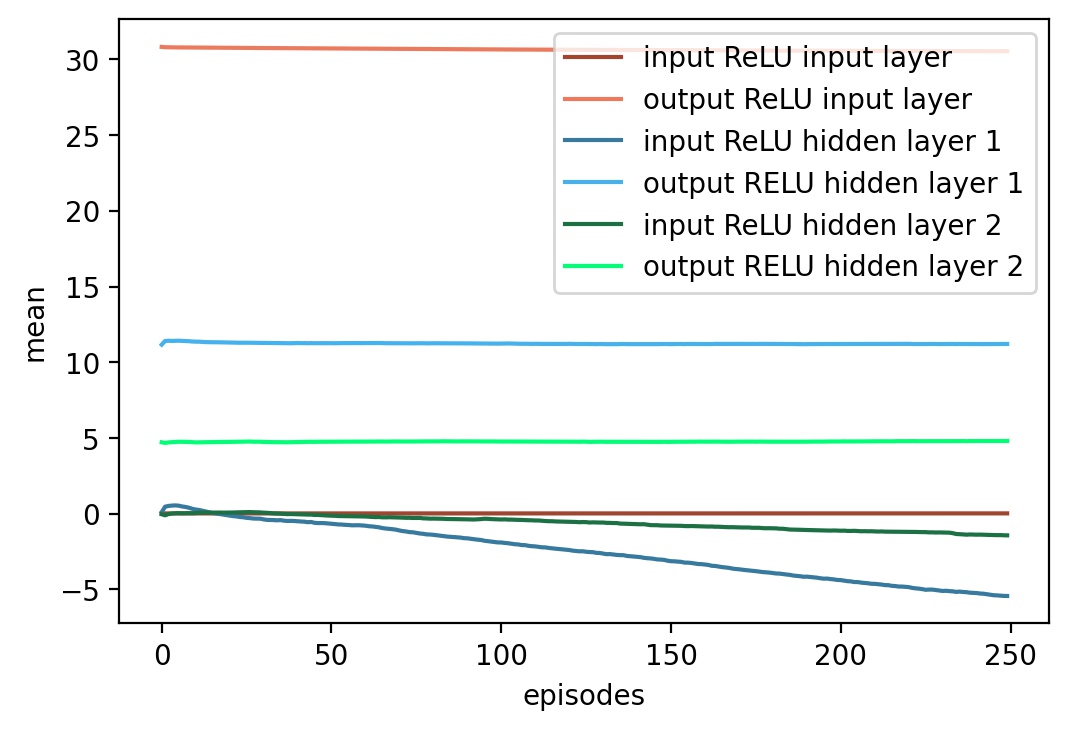 30
25
20
15
10
5
0
−5
mean
input ReLU input layer
output ReLU input layer
input ReLU hidden layer 1
output RELU hidden layer 1
input ReLU hidden layer 2
output RELU hidden layer 2
0 50 100 150 200 250
episodes